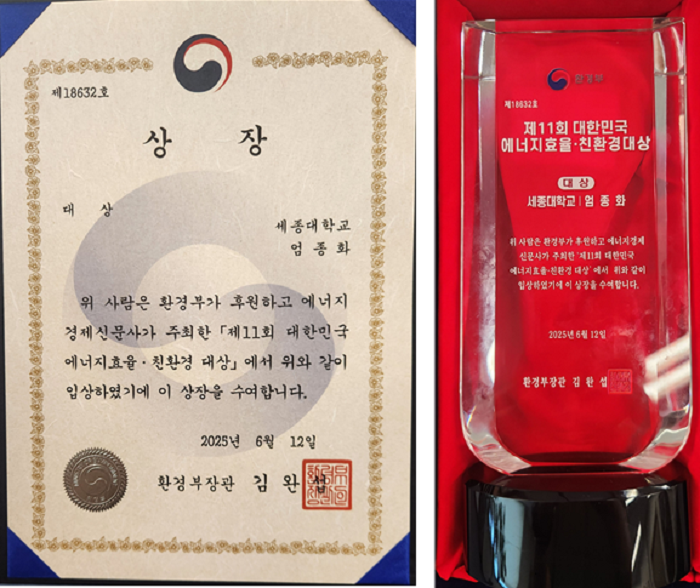 제18632호
상 장
대 상
세종대학교
엄종화
위 사람은 환경부가 후원하고 에너지
경제신문사가 주최한 「제11회 대한민국
에너지효율·친환경 대상」에서 위와 같이
입상하였기에 이 상장을 수여합니다.
2025년 6월 12일
환경부장관 김완섭
환경부
제18632호
제11회 대한민국
에너지효율·친환경대상
대 상
세종대학교 | 엄종화
위 사람은 환경부가 후원하고 에너지경제
신문사가 주최한 '제11회 대한민국
에너지효율·친환경 대상' 에서 위와 같이
입상하였기에 이 상장을 수여합니다.
2025년 6월 12일
환경부장관 김완섭